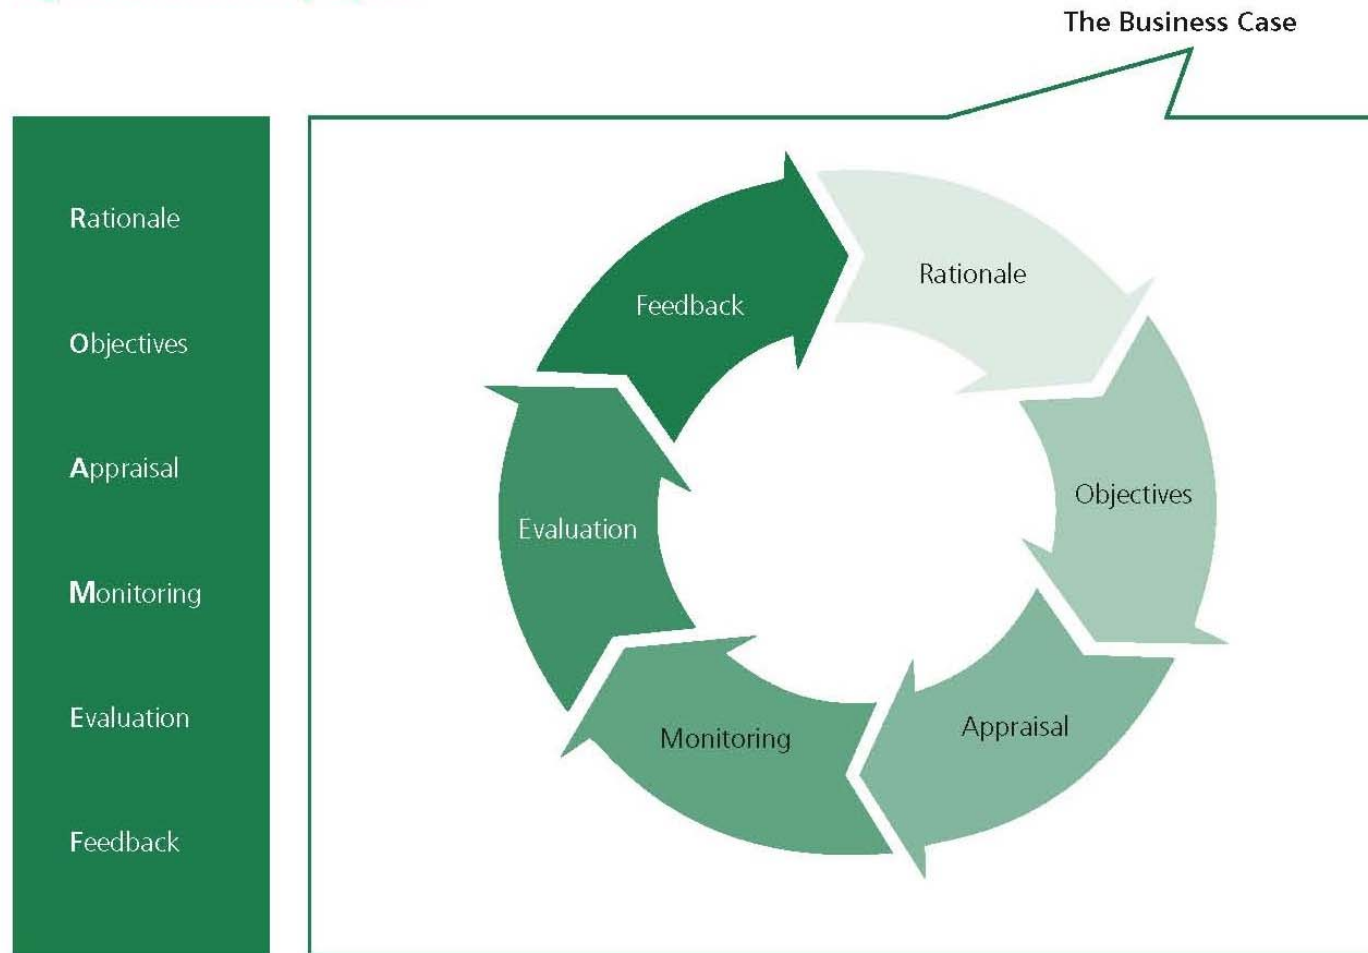 The Business Case
Rationale
Objectives
Appraisal
Monitoring
Evaluation
Feedback
Rationale
Objectives
Appraisal
Monitoring
Evaluation
Feedback